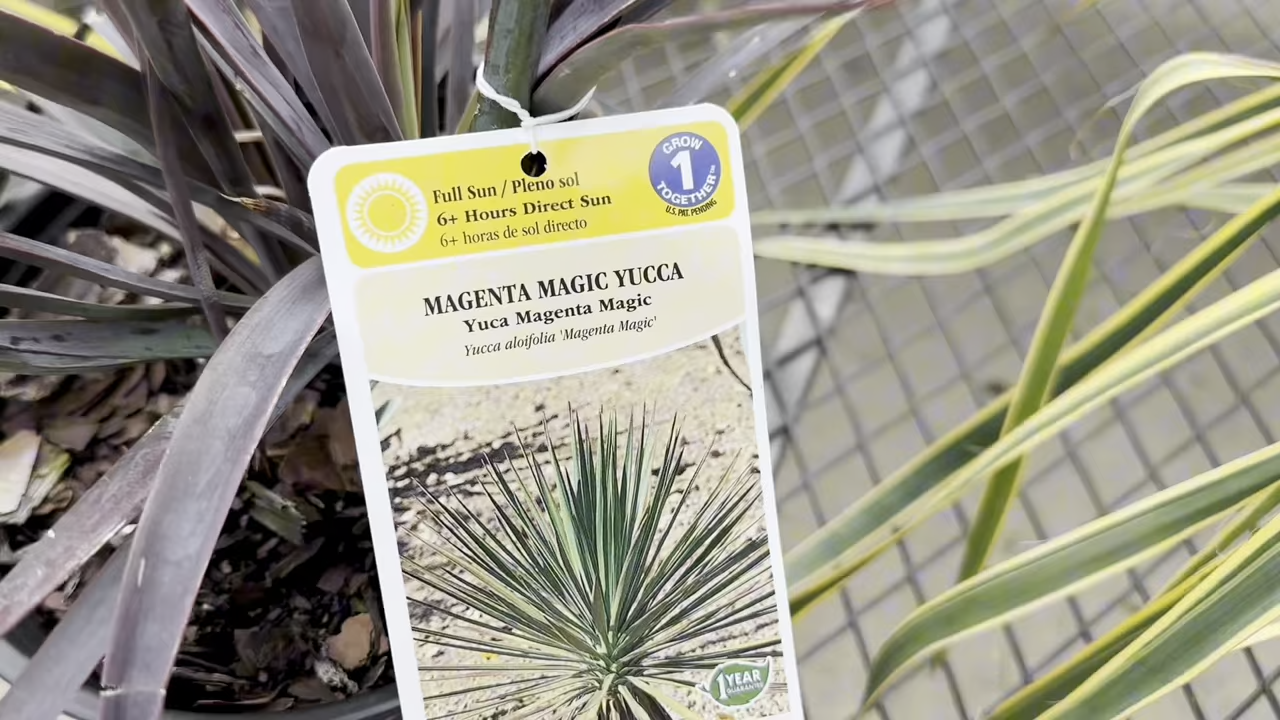 Full Sun / Pleno sol
6+ Hours Direct Sun
6+ horas de sol directo
GROW
1
TOGETHER™
U.S. PAT. PENDING
MAGENTA MAGIC YUCCA
Yuca Magenta Magic
Yucca aloifolia 'Magenta Magic'
1 YEAR
GUARANTEE